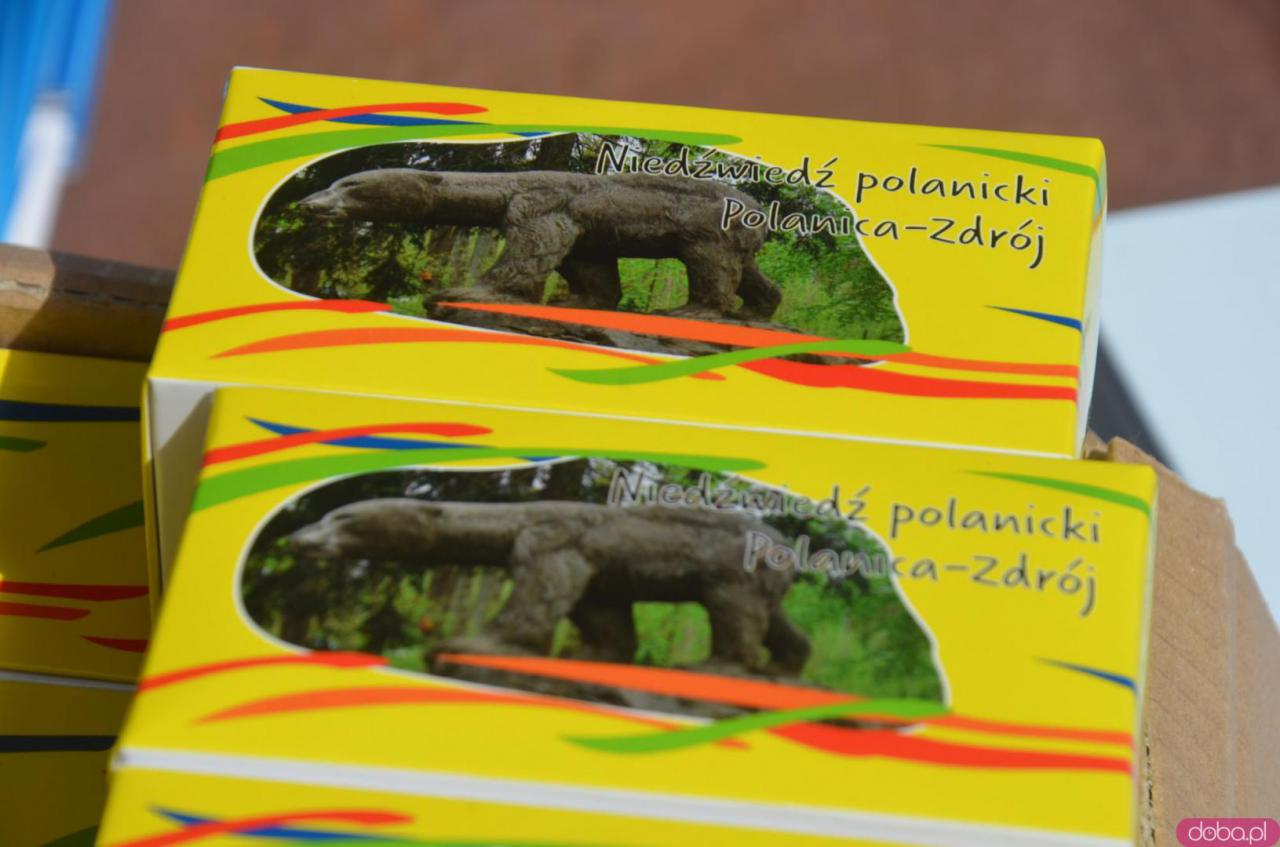 Niedźwiedź polanicki
Polanica-Zdrój
Niedźwiedź polanicki
Polanica-Zdrój
doba.pl